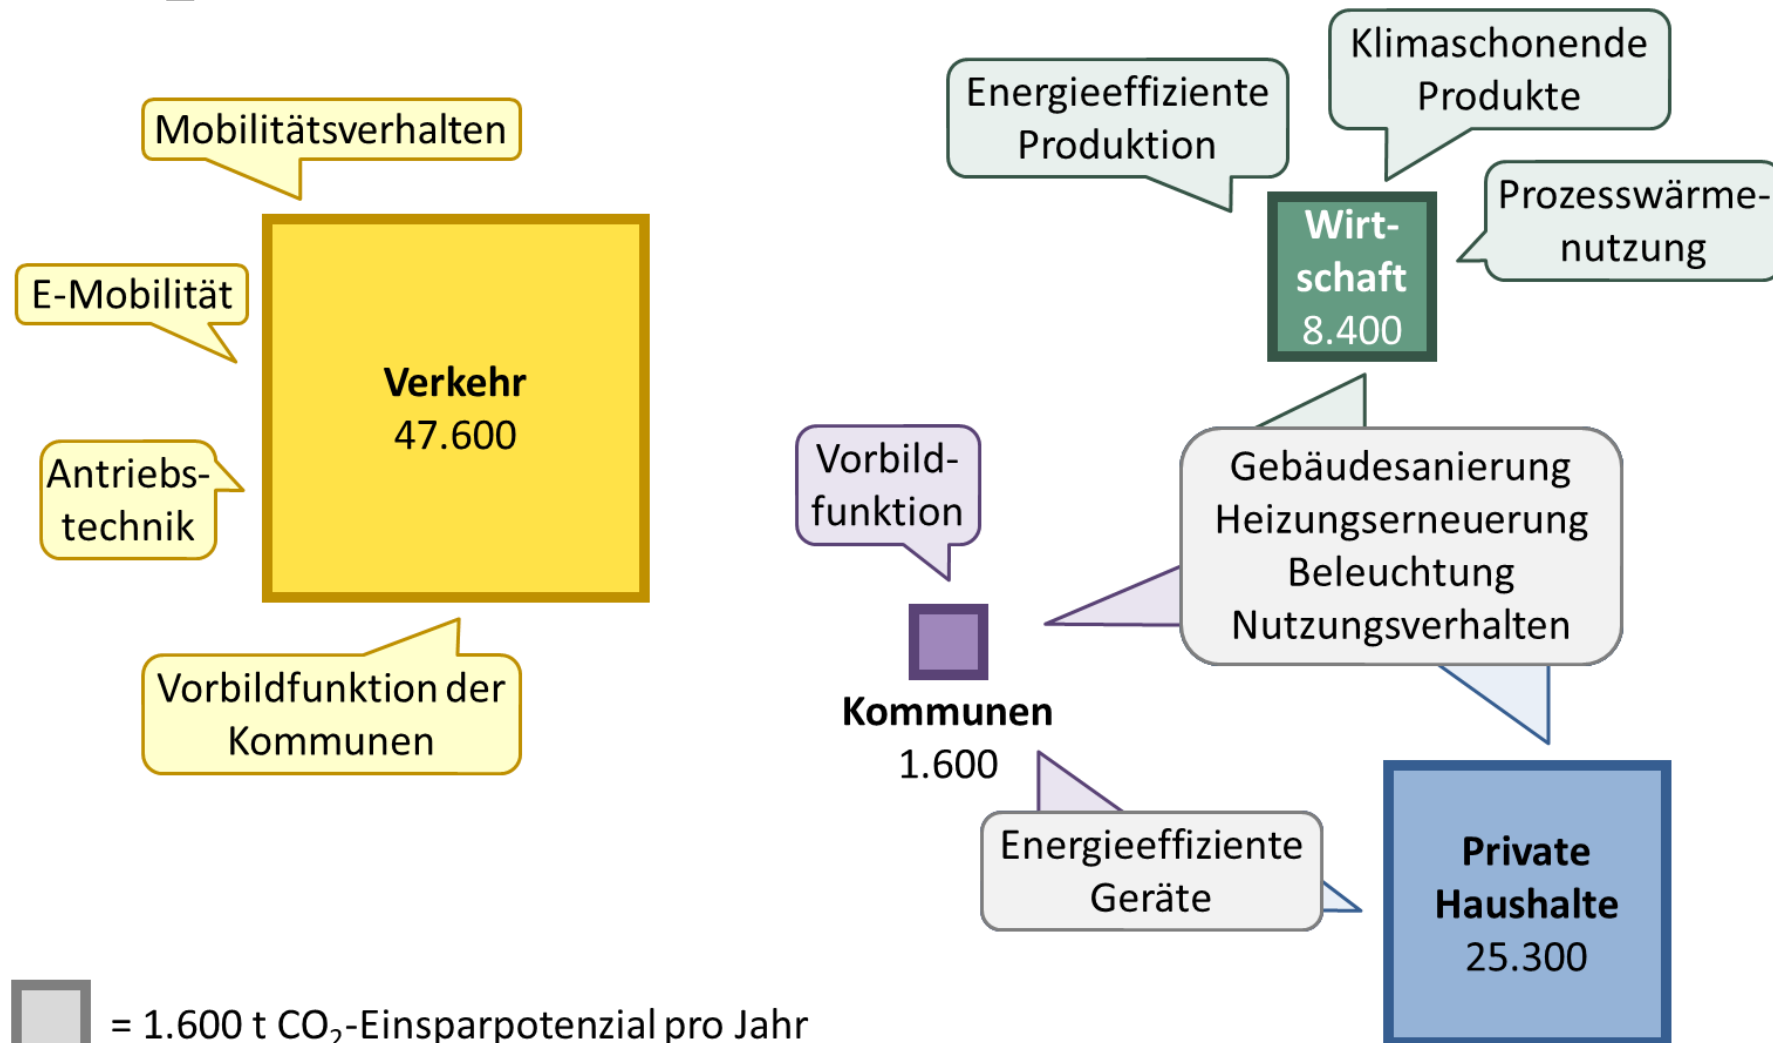 Mobilitätsverhalten
E-Mobilität
Antriebs-
technik
Verkehr
47.600
Vorbildfunktion der
Kommunen
Energieeffiziente
Produktion
Klimaschonende
Produkte
Prozesswärme-
nutzung
Wirt-
schaft
8.400
Vorbild-
funktion
Gebäudesanierung
Heizungserneuerung
Beleuchtung
Nutzungsverhalten
Kommunen
1.600
Energieeffiziente
Geräte
Private
Haushalte
25.300
= 1.600 t CO₂-Einsparpotenzial pro Jahr